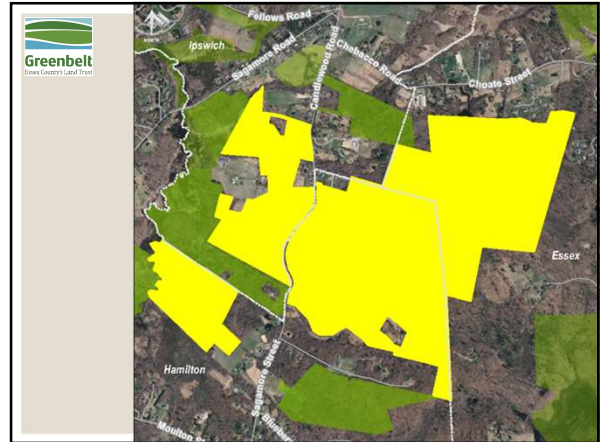 Greenbelt
Essex County's Land Trust
NORTH
Fellows Road
Ipswich
Sagamore Road
Candlewood Road
Chebacco Road
Choate Street
Essex
Hamilton
Sagamore Street
Moulton